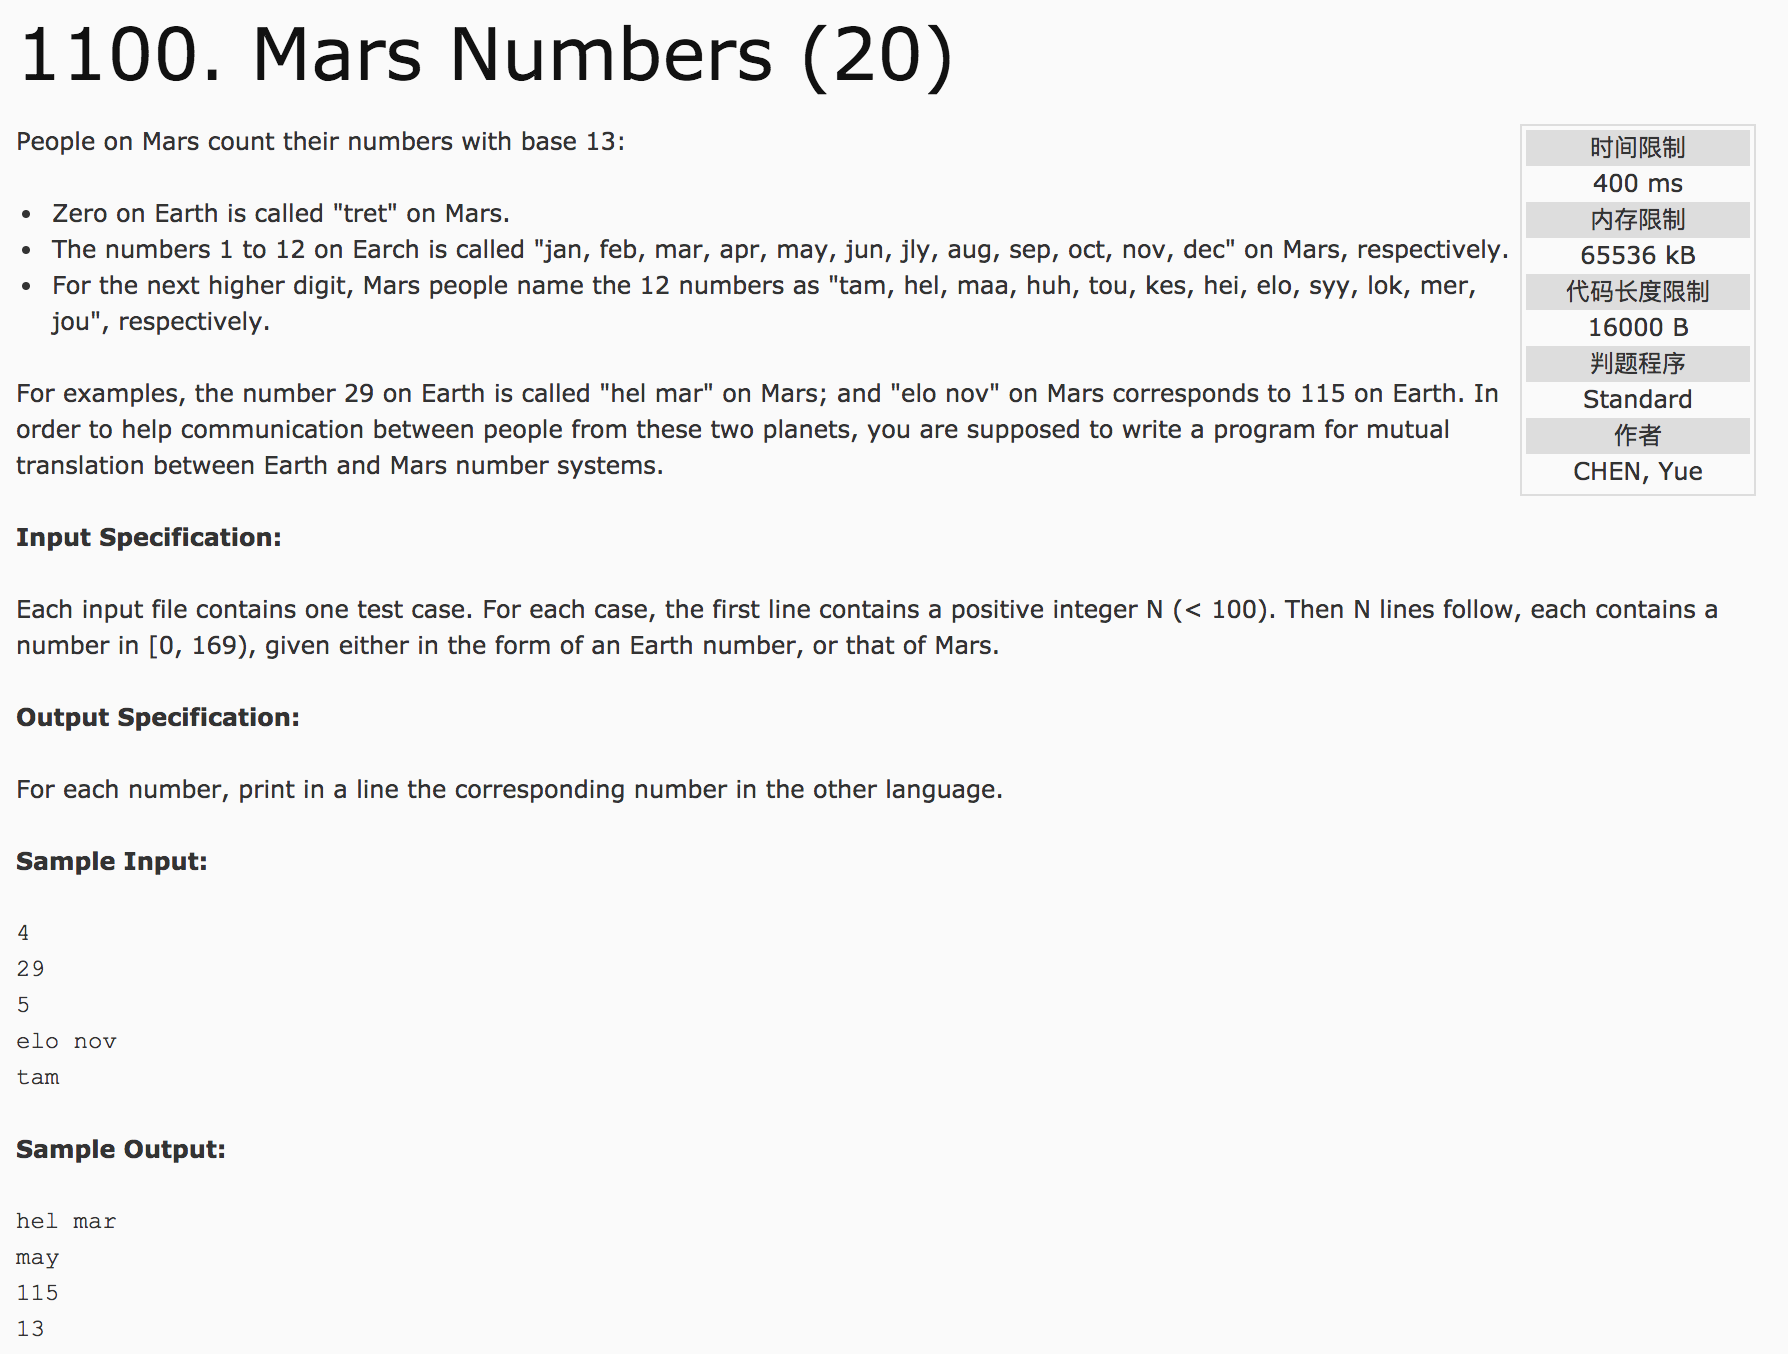 1100. Mars Numbers (20)
People on Mars count their numbers with base 13:
• Zero on Earth is called "tret" on Mars.
• The numbers 1 to 12 on Earch is called "jan, feb, mar, apr, may, jun, jly, aug, sep, oct, nov, dec" on Mars, respectively.
• For the next higher digit, Mars people name the 12 numbers as "tam, hel, maa, huh, tou, kes, hei, elo, syy, lok, mer,
jou", respectively.
For examples, the number 29 on Earth is called "hel mar" on Mars; and "elo nov" on Mars corresponds to 115 on Earth. In
order to help communication between people from these two planets, you are supposed to write a program for mutual
translation between Earth and Mars number systems.
时间限制
400 ms
内存限制
65536 kB
代码长度限制
16000 B
判题程序
Standard
作者
CHEN, Yue
Input Specification:
Each input file contains one test case. For each case, the first line contains a positive integer N (< 100). Then N lines follow, each contains a
number in [0, 169), given either in the form of an Earth number, or that of Mars.
Output Specification:
For each number, print in a line the corresponding number in the other language.
Sample Input:
4
29
5
elo nov
tam
Sample Output:
hel mar
may
115
13